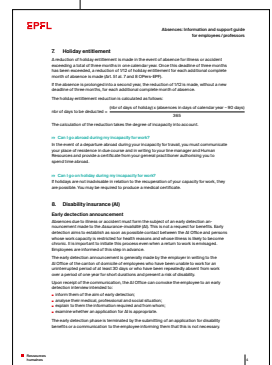 EPFL
Absences: information and support guide
for employees / professors
7. Holiday entitlement
A reduction of holiday entitlement is made in the event of absence for illness or accident
exceeding a total of three months in one calendar year. Once this deadline of three months
has been exceeded, a reduction of 1/12 of holiday entitlement for each additional complete
month of absence is made (Art. 51 al. 7 and 8 OPers-EPF).
If the absence is prolonged into a second year, the reduction of 1/12 is made, without a new
deadline of three months, for each additional complete month of absence.
The holiday entitlement reduction is calculated as follows:
Nbr of days to be deducted = (nbr of days of holiday) x (absences in days of calendar year – 90 days)
365
The calculation of the reduction takes the degree of incapacity into account.
Can I go abroad during my incapacity for work?
In the event of a departure abroad during your incapacity for travel, you must communicate
your place of residence in due course and in writing to your line manager and Human
Resources and provide a certificate from your general practitioner authorising you to
spend time abroad.
Can I go on holiday during my incapacity for work?
If holidays are not inadvisable in relation to the recuperation of your capacity for work, they
are possible. You may be required to produce a medical certificate.
8. Disability insurance (AI)
Early detection announcement
Absences due to illness or accident must form the subject of an early detection an-
nouncement to the Assurance-invalidité (AI). This is not a request for benefits. Early
detection aims to establish as soon as possible contact between the AI Office and persons
whose work capacity is restricted for health reasons and whose illness is likely to become
chronic. It is important to initiate this process even when a return to work is envisaged.
Employees are informed of this step in advance.
The early detection announcement is generally made by the employer in writing to the
AI Office of the canton of domicile of employees who have been unable to work for an
uninterrupted period of at least 30 days or who have been repeatedly absent from work
over a period of one year for short durations and present a risk of disability.
Upon receipt of the communication, the AI Office can convoke the employee to an early
detection interview intended to:
inform them of the aim of early detection;
analyse their medical, professional and social situation;
explain to them the information required and from whom;
examine whether an application for AI is appropriate.
The early detection phase is terminated by the submitting of an application for disability
benefits or a communication to the employee informing them that this is not necessary.
Ressources
humaines